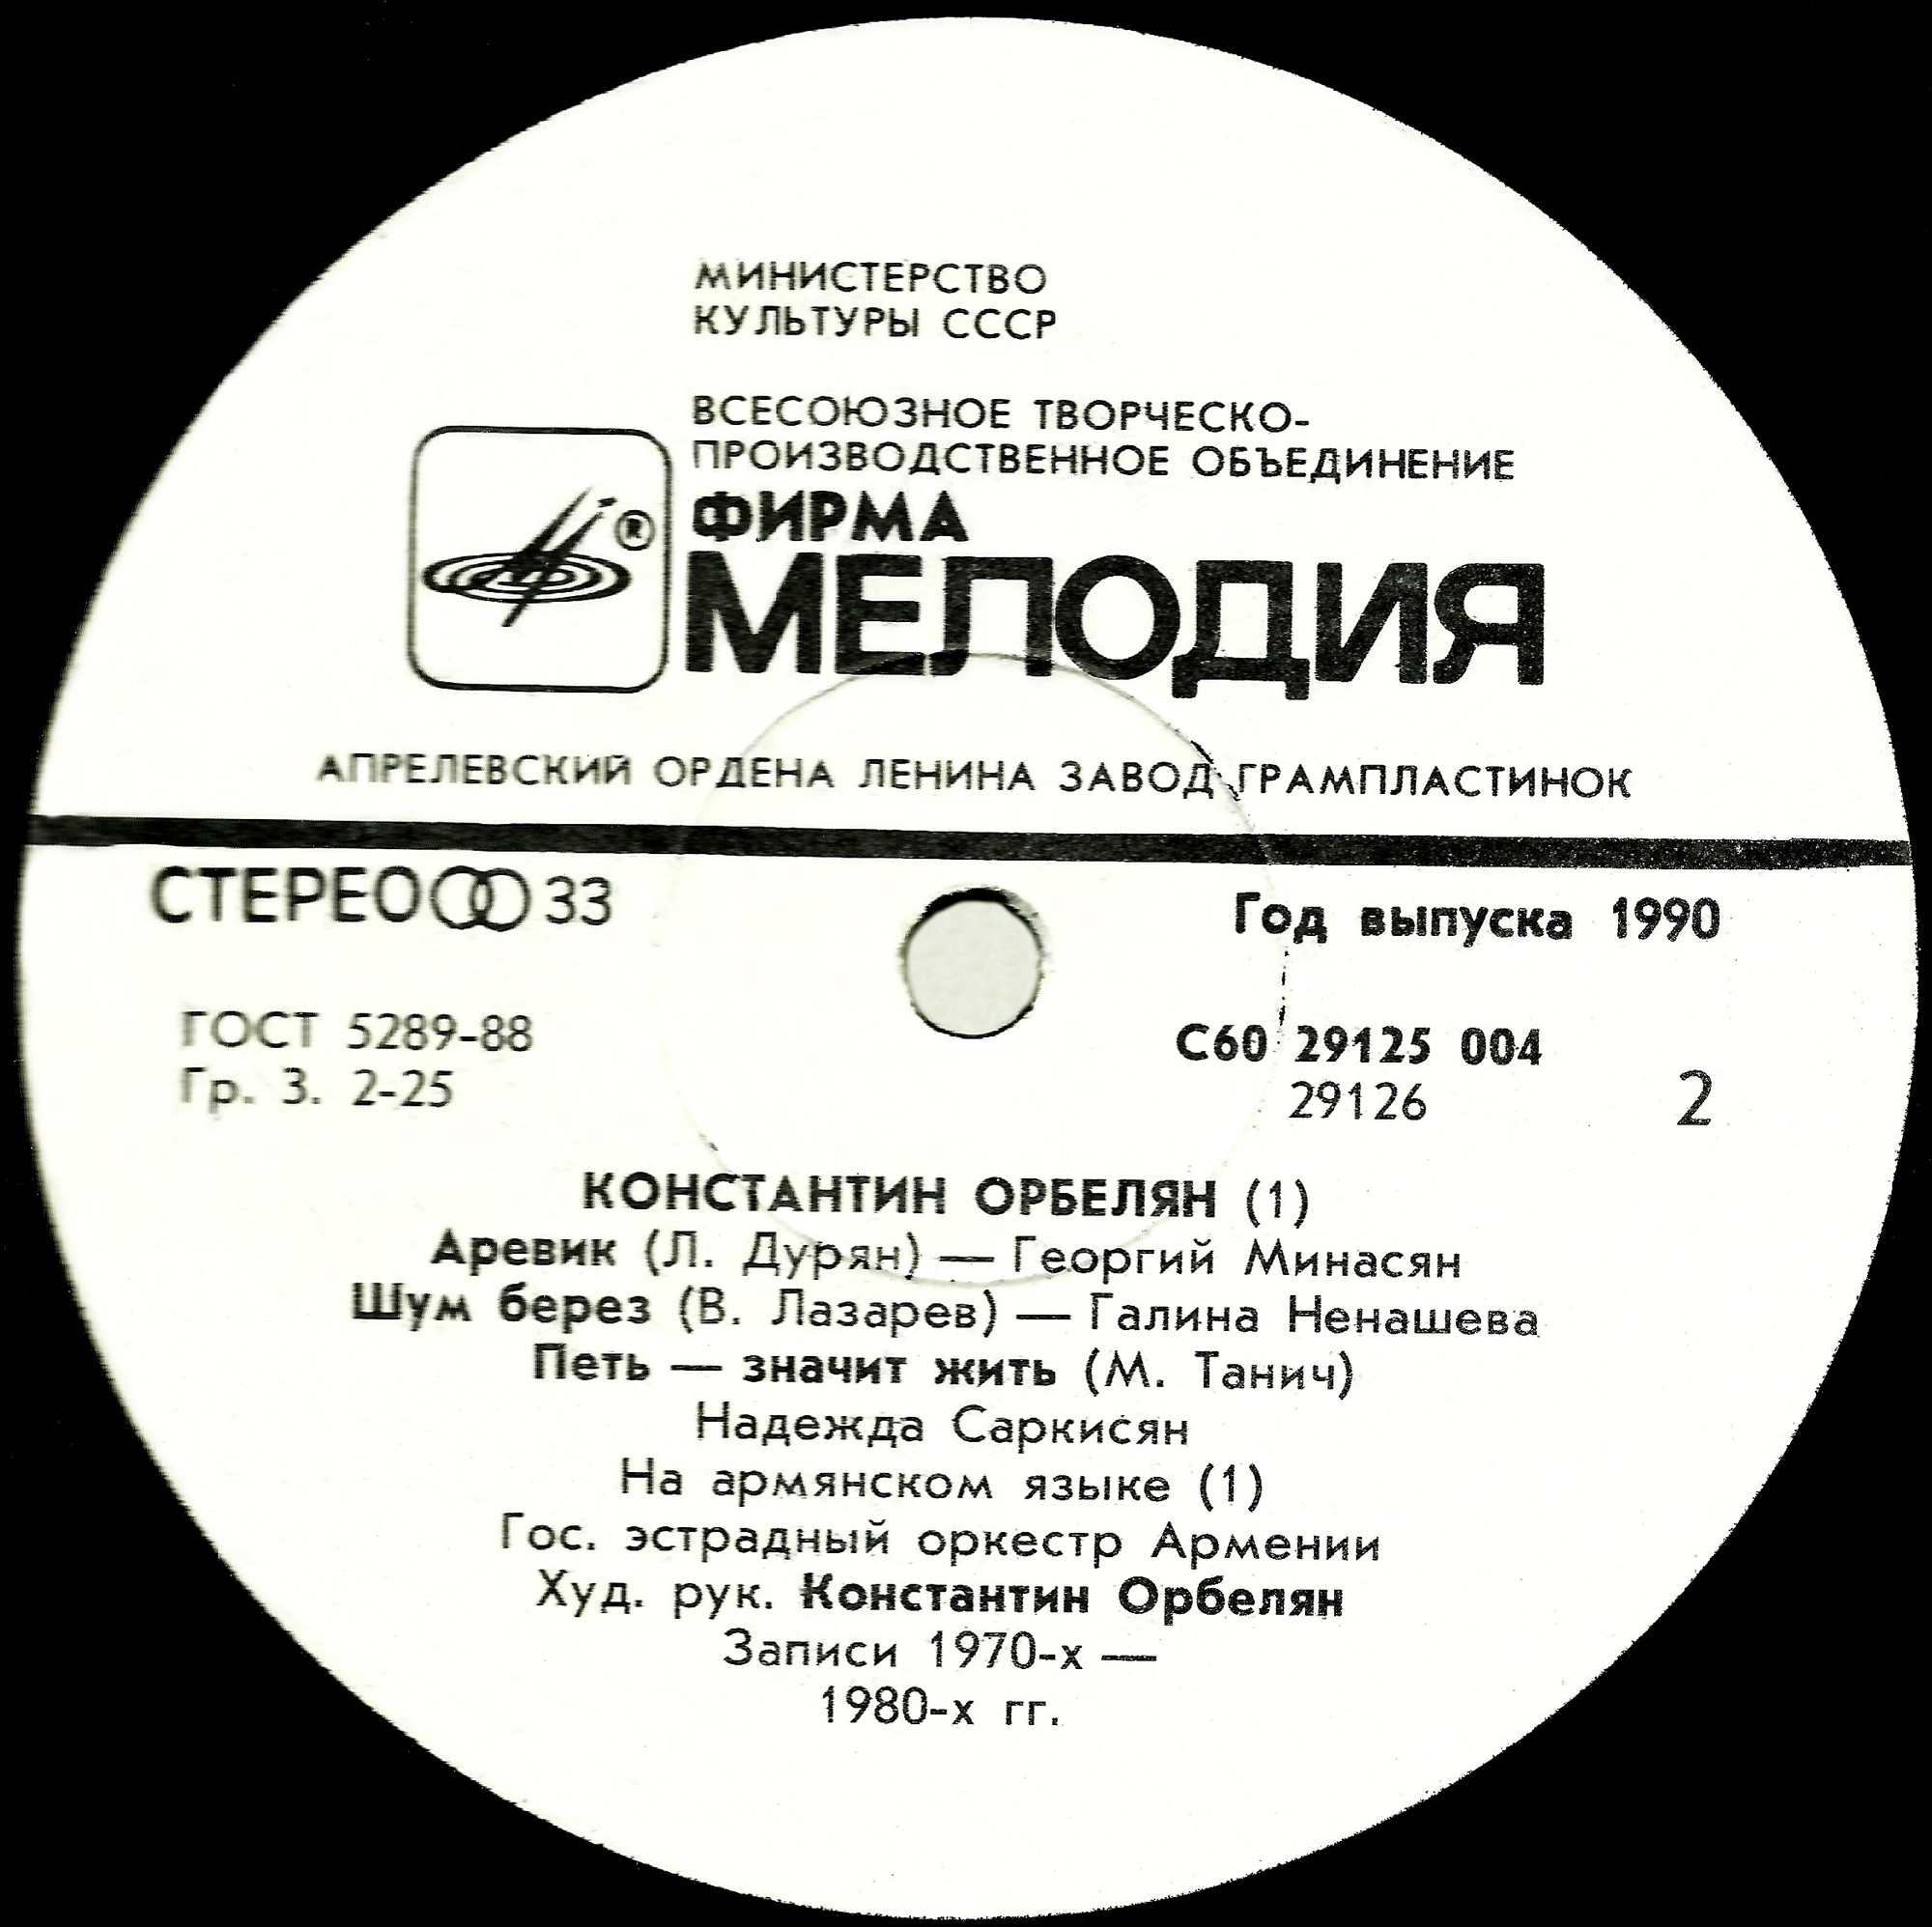 МИНИСТЕРСТВО
КУЛЬТУРЫ СССР
ВСЕСОЮЗНОЕ ТВОРЧЕСКО-
ПРОИЗВОДСТВЕННОЕ ОБЪЕДИНЕНИЕ
®
ФИРМА
МЕЛОДИЯ
АПРЕЛЕВСКИЙ ОРДЕНА ЛЕНИНА ЗАВОД ГРАМПЛАСТИНОК
СТЕРЕО 33
Год выпуска 1990
ГОСТ 5289-88
Гр. 3. 2-25
С60 29125 004
29126
2
КОНСТАНТИН ОРБЕЛЯН (1)
Аревик (Л. Дурян) — Георгий Минасян
Шум берез (В. Лазарев) — Галина Ненашева
Петь — значит жить (М. Танич)
Надежда Саркисян
На армянском языке (1)
Гос. эстрадный оркестр Армении
Худ. рук. Константин Орбелян
Записи 1970-х —
1980-х гг.